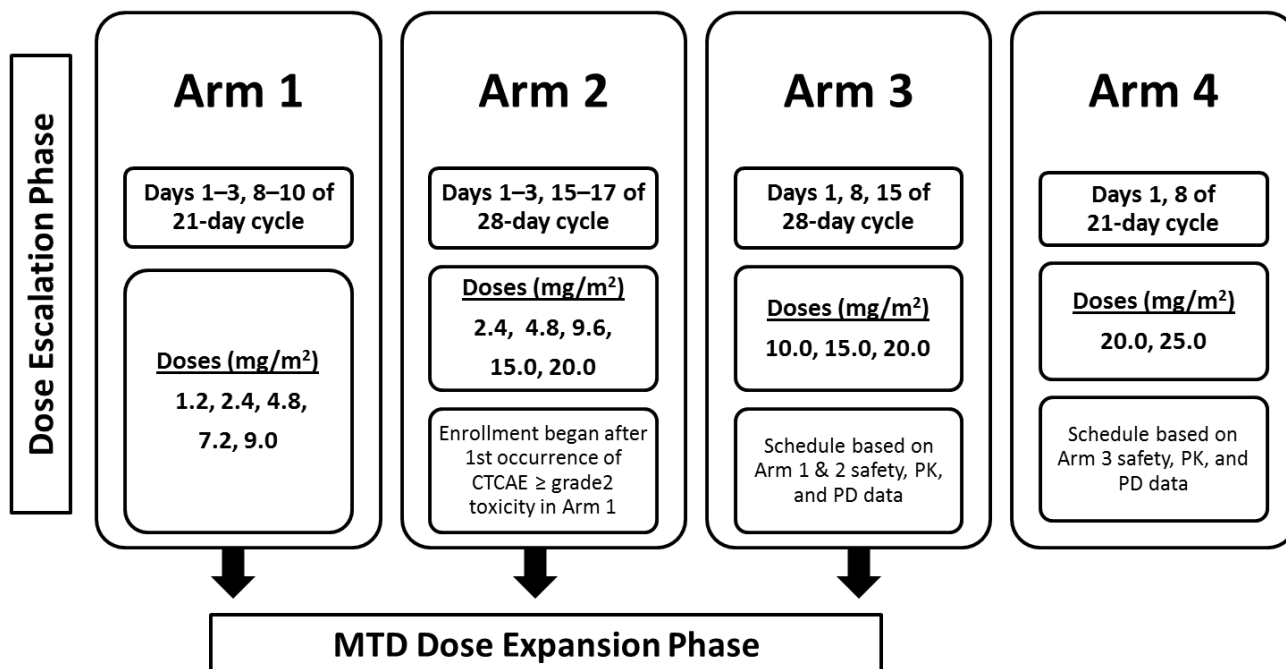 Dose Escalation Phase
Arm 1
Days 1–3, 8–10 of
21-day cycle
Doses (mg/m²)
1.2, 2.4, 4.8,
7.2, 9.0
Arm 2
Days 1–3, 15–17 of
28-day cycle
Doses (mg/m²)
2.4, 4.8, 9.6,
15.0, 20.0
Enrollment began after
1st occurrence of
CTCAE ≥ grade2
toxicity in Arm 1
Arm 3
Days 1, 8, 15 of
28-day cycle
Doses (mg/m²)
10.0, 15.0, 20.0
Schedule based on
Arm 1 & 2 safety, PK,
and PD data
Arm 4
Days 1, 8 of
21-day cycle
Doses (mg/m²)
20.0, 25.0
Schedule based on
Arm 3 safety, PK, and
PD data
MTD Dose Expansion Phase